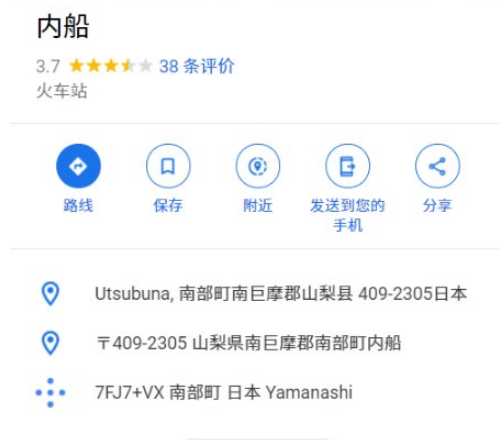 内船
3.7 38 条评价
火车站
路线 保存 附近 发送到您的 分享
手机
Utsubuna, 南部町南巨摩郡山梨县 409-2305日本
〒409-2305 山梨県南巨摩郡南部町内船
7FJ7+VX 南部町 日本 Yamanashi